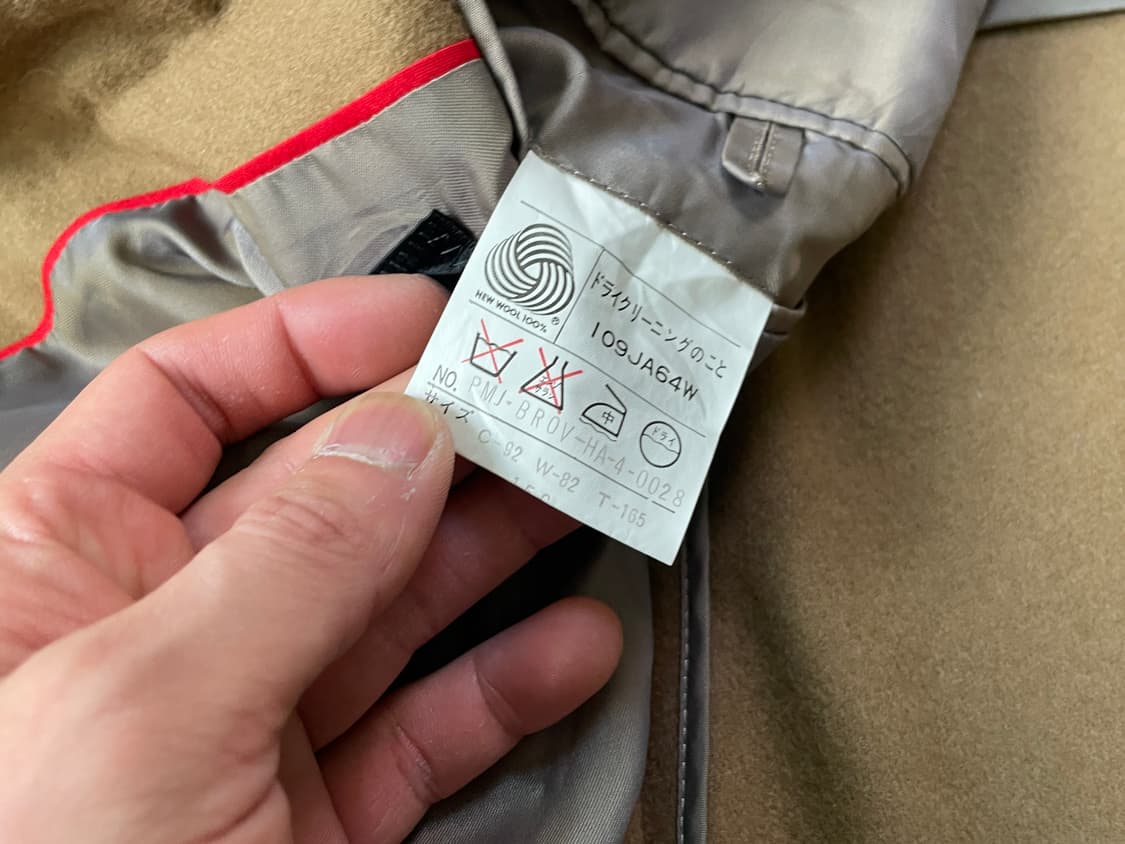 NEW WOOL 100%
®
ドライクリーニングのこと
109JA64W
中
ドライ
NO. PMJ-BROV-HA-4-0028
サイズ C-92 W-82 T-165